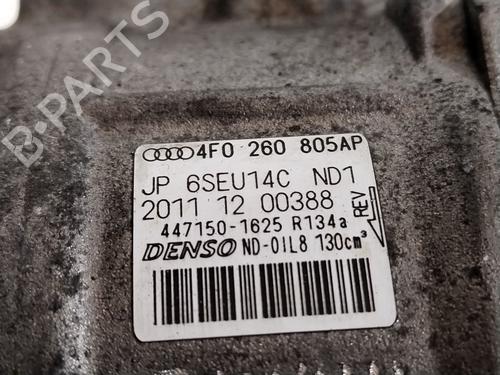 B-PARTS
4F0 260 805AP
JP 6SEU14C ND1
2011 12 00388
REV
447150-1625 R134a
DENSO ND-OIL8 130cm³